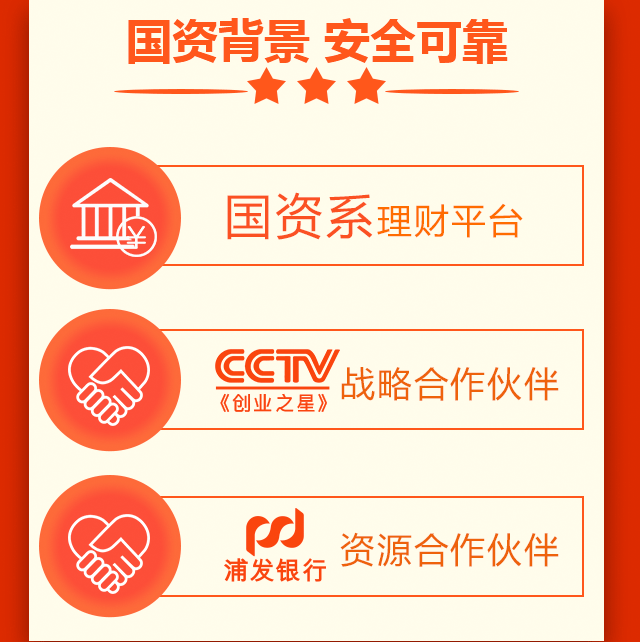 国资背景 安全可靠
国资系理财平台
CCTV
《创业之星》
战略合作伙伴
浦发银行
资源合作伙伴